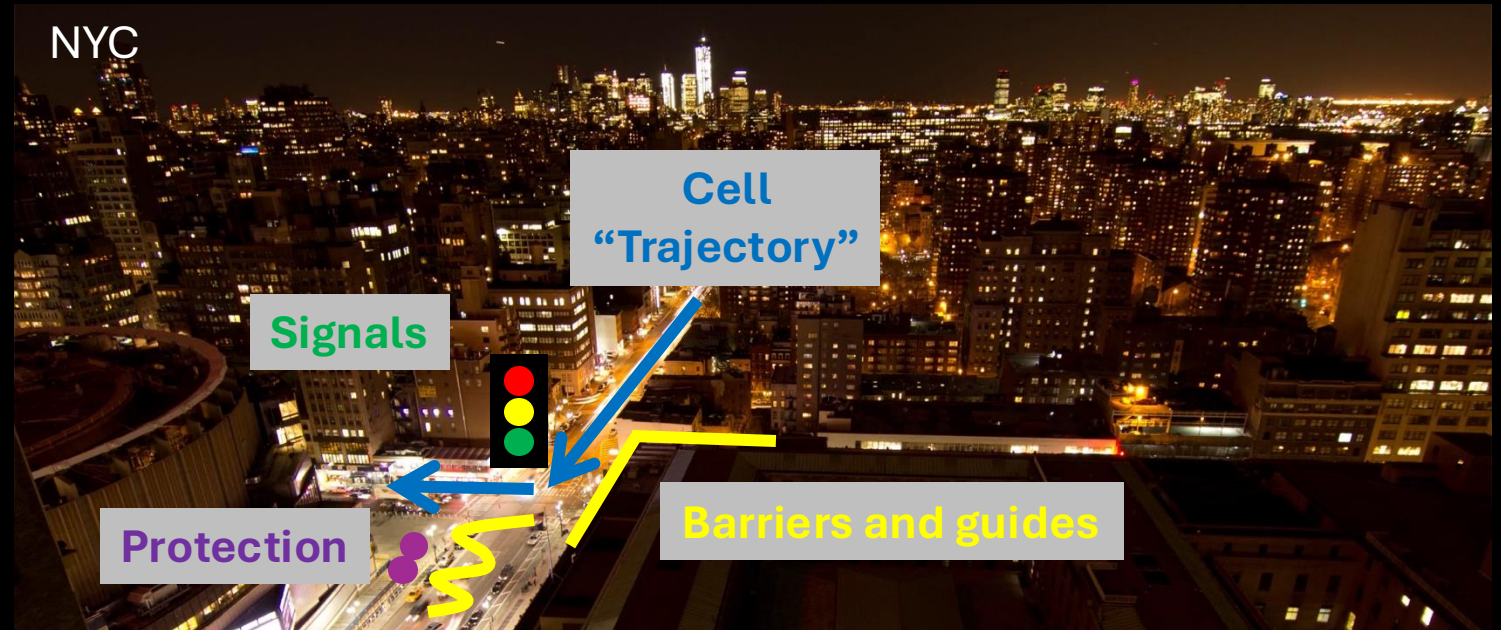 NYC
Cell
“Trajectory”
Signals
Barriers and guides
Protection